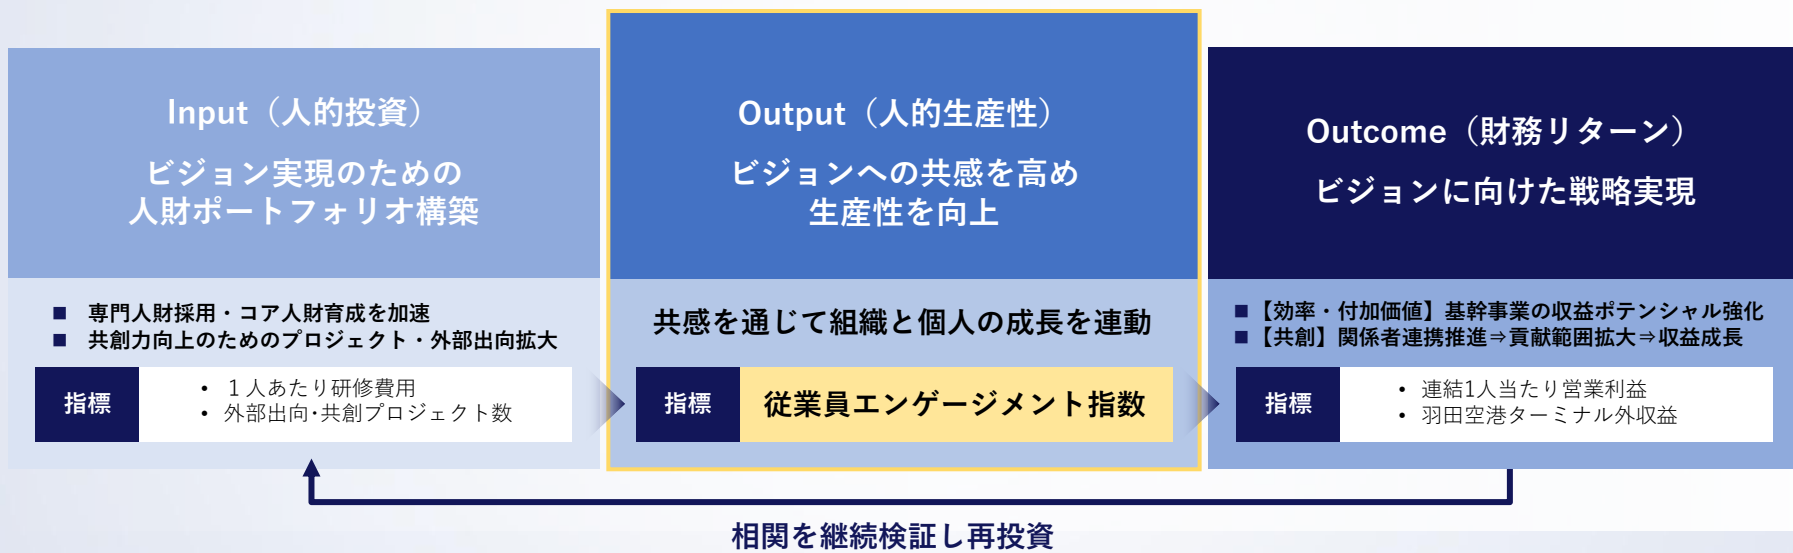 Input（人的投資）
ビジョン実現のための
人財ポートフォリオ構築
■ 専門人財採用・コア人財育成を加速
■ 共創力向上のためのプロジェクト・外部出向拡大
指標
• １人あたり研修費用
• 外部出向・共創プロジェクト数
Output（人的生産性）
ビジョンへの共感を高め
生産性を向上
共感を通じて組織と個人の成長を連動
指標
従業員エンゲージメント指数
Outcome（財務リターン）
ビジョンに向けた戦略実現
■【効率・付加価値】基幹事業の収益ポテンシャル強化
■【共創】関係者連携推進⇒貢献範囲拡大⇒収益成長
指標
• 連結1人当たり営業利益
• 羽田空港ターミナル外収益
相関を継続検証し再投資